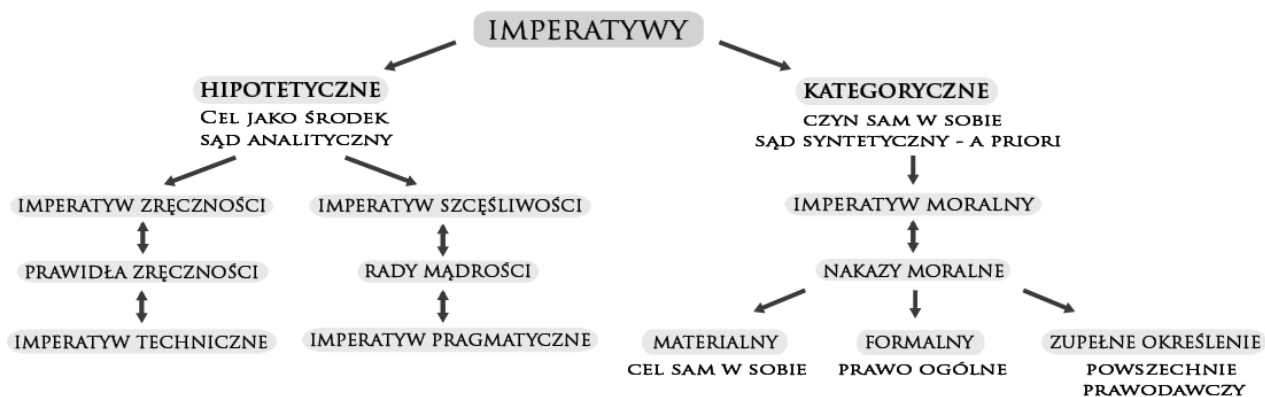 IMPERATYWY
HIPOTETYCZNE
CEL JAKO ŚRODEK
SĄD ANALITYCZNY
KATEGORYCZNE
CZYN SAM W SOBIE
SĄD SYNTETYCZNY - A PRIORI
IMPERATYW ZRĘCZNOŚCI
IMPERATYW SZCĘŚLIWOŚCI
IMPERATYW MORALNY
PRAWIDŁA ZRĘCZNOŚCI
RADY MĄDROŚCI
NAKAZY MORALNE
IMPERATYW TECHNICZNE
IMPERATYW PRAGMATYCZNE
MATERIALNY
CEL SAM W SOBIE
FORMALNY
PRAWO OGÓLNE
ZUPEŁNE OKREŚLENIE
POWSZECHNIE
PRAWODAWCZY